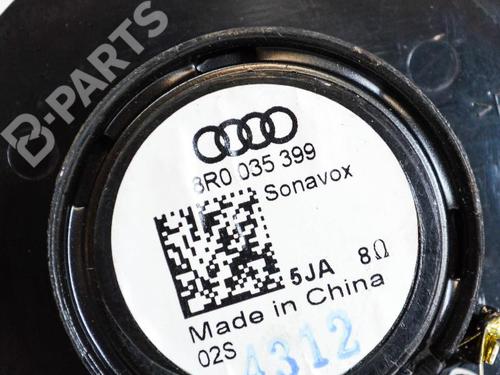 B-PARTS
8R0 035 399
Sonavox
5JA 8Ω
Made in China
02S
4312